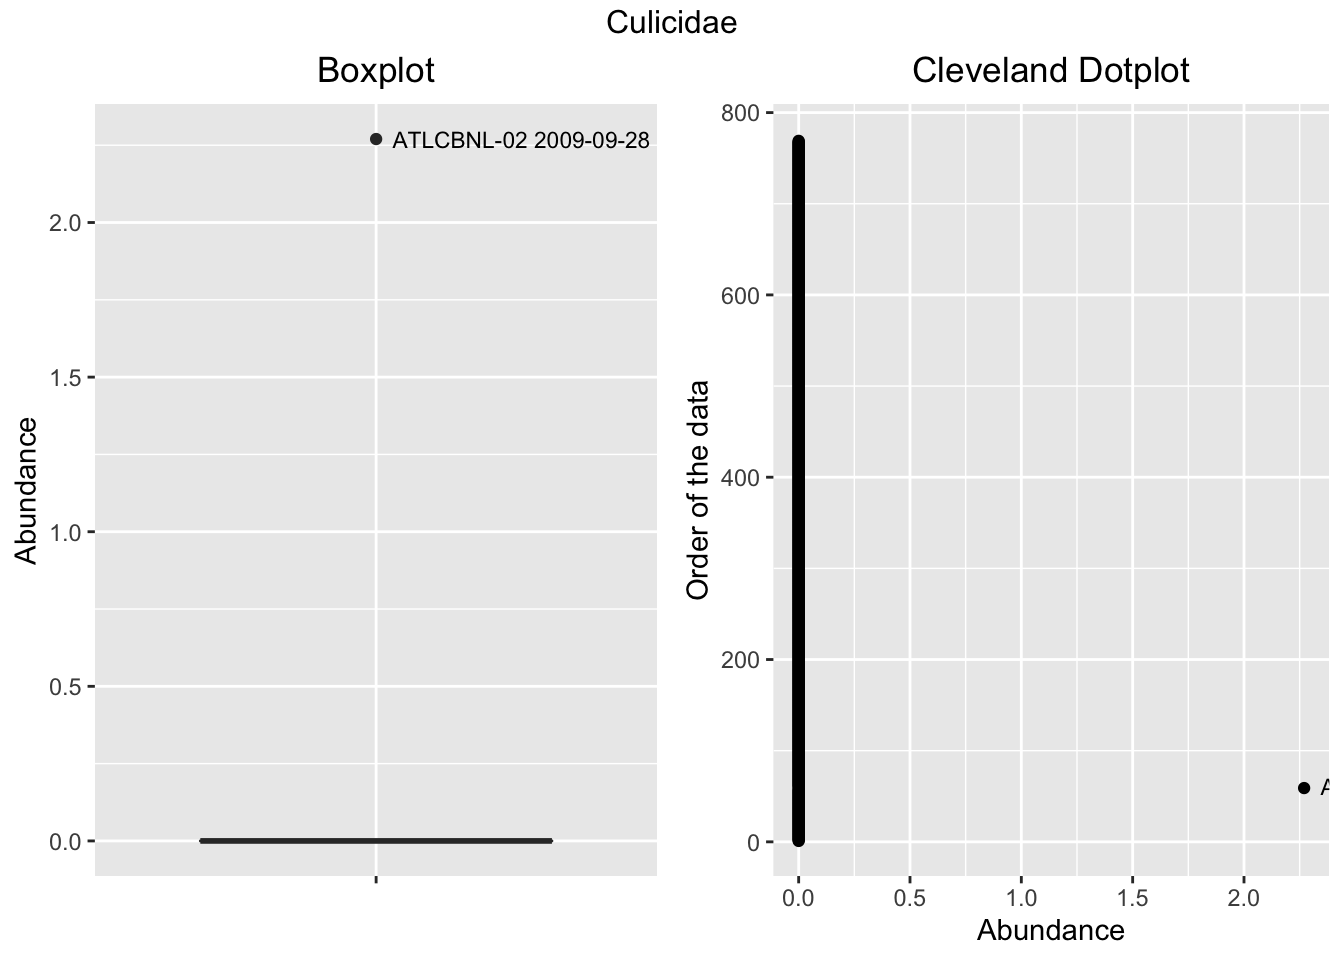 Culicidae
Boxplot
Cleveland Dotplot
ATLCBNL-02 2009-09-28
2.0
1.5
1.0
0.5
0.0
Abundance
800
600
400
200
0
Order of the data
A
0.0 0.5 1.0 1.5 2.0
Abundance